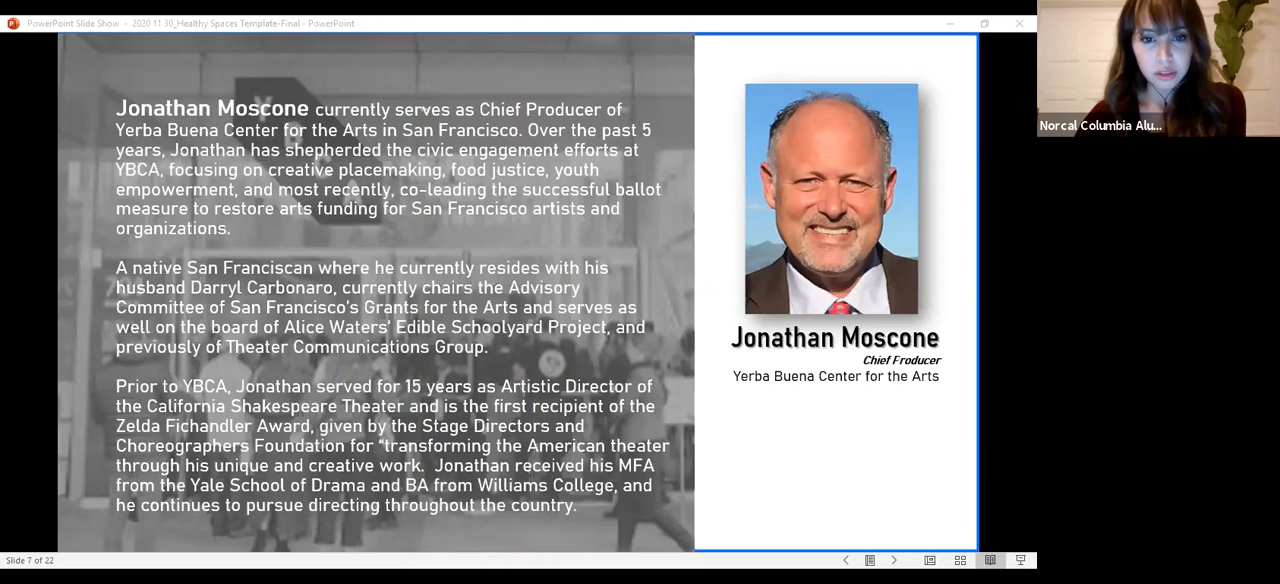 PowerPoint Slide Show - 2020 11 30_Healthy Spaces Template-Final - PowerPoint
Jonathan Moscone currently serves as Chief Producer of
Yerba Buena Center for the Arts in San Francisco. Over the past 5
years, Jonathan has shepherded the civic engagement efforts at
YBCA, focusing on creative placemaking, food justice, youth
empowerment, and most recently, co-leading the successful ballot
measure to restore arts funding for San Francisco artists and
organizations.
A native San Franciscan where he currently resides with his
husband Darryl Carbonaro, currently chairs the Advisory
Committee of San Francisco's Grants for the Arts and serves as
well on the board of Alice Waters' Edible Schoolyard Project, and
previously of Theater Communications Group.
Prior to YBCA, Jonathan served for 15 years as Artistic Director of
the California Shakespeare Theater and is the first recipient of the
Zelda Fichandler Award, given by the Stage Directors and
Choreographers Foundation for “transforming the American theater
through his unique and creative work. Jonathan received his MFA
from the Yale School of Drama and BA from Williams College, and
he continues to pursue directing throughout the country.
Jonathan Moscone
Chief Producer
Yerba Buena Center for the Arts
Norcal Columbia Alu...
Slide 7 of 22